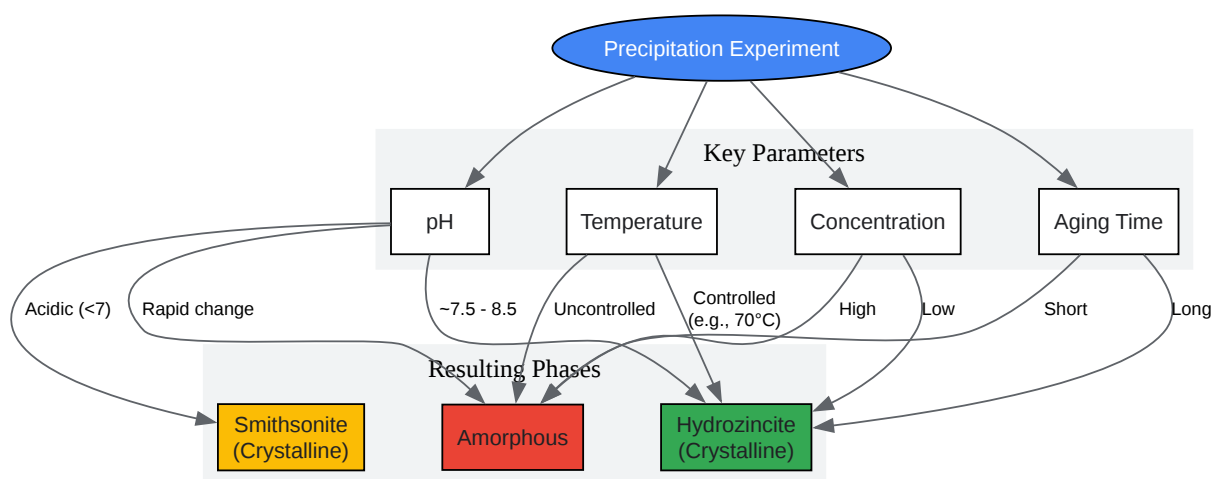 Precipitation Experiment
Key Parameters
pH
Temperature
Concentration
Aging Time
Acidic (<7)
Rapid change
~7.5 - 8.5
Uncontrolled
Controlled
(e.g., 70°C)
High
Low
Short
Long
Resulting Phases
Smithsonite
(Crystalline)
Amorphous
Hydrozincite
(Crystalline)